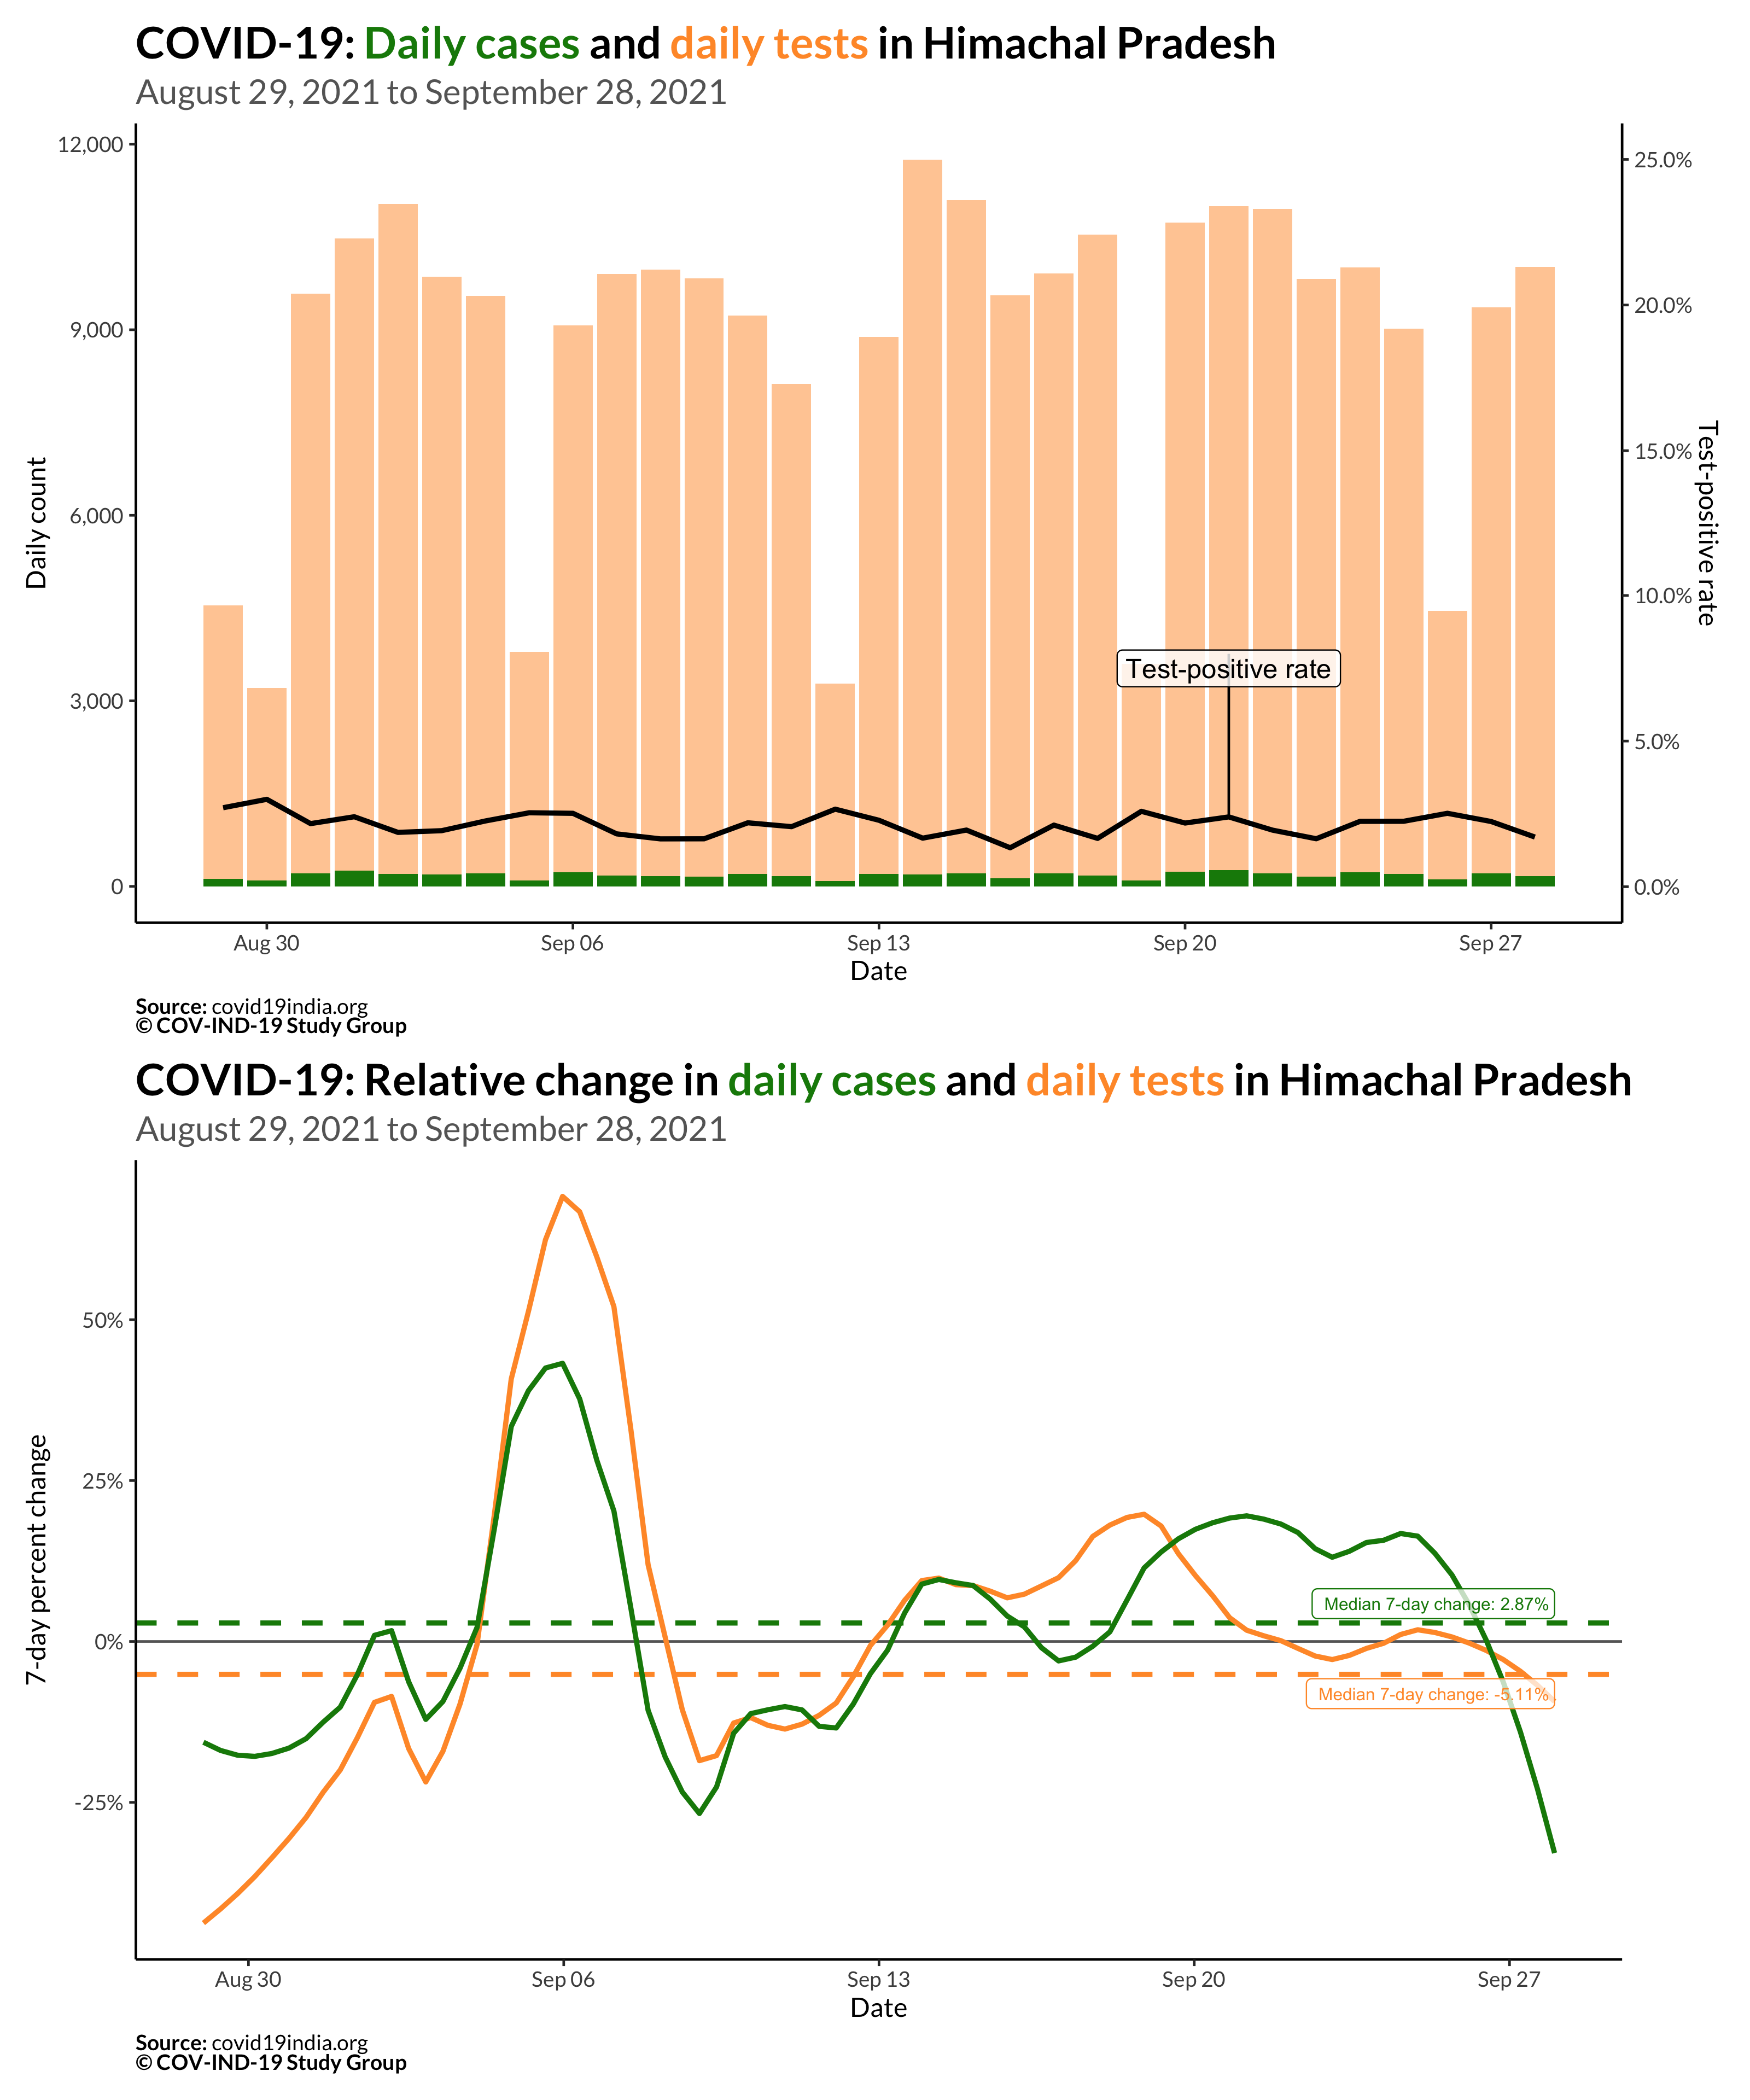 COVID-19: Daily cases and daily tests in Himachal Pradesh
August 29, 2021 to September 28, 2021
12,000
9,000
6,000
3,000
0
Daily count
25.0%
20.0%
15.0%
10.0%
5.0%
0.0%
Test-positive rate
Test-positive rate
Aug 30
Sep 06
Sep 13
Sep 20
Sep 27
Date
Source: covid19india.org
© COV-IND-19 Study Group
COVID-19: Relative change in daily cases and daily tests in Himachal Pradesh
August 29, 2021 to September 28, 2021
50%
25%
0%
-25%
7-day percent change
Median 7-day change: 2.87%
Median 7-day change: -5.11%
Aug 30
Sep 06
Sep 13
Sep 20
Sep 27
Date
Source: covid19india.org
© COV-IND-19 Study Group